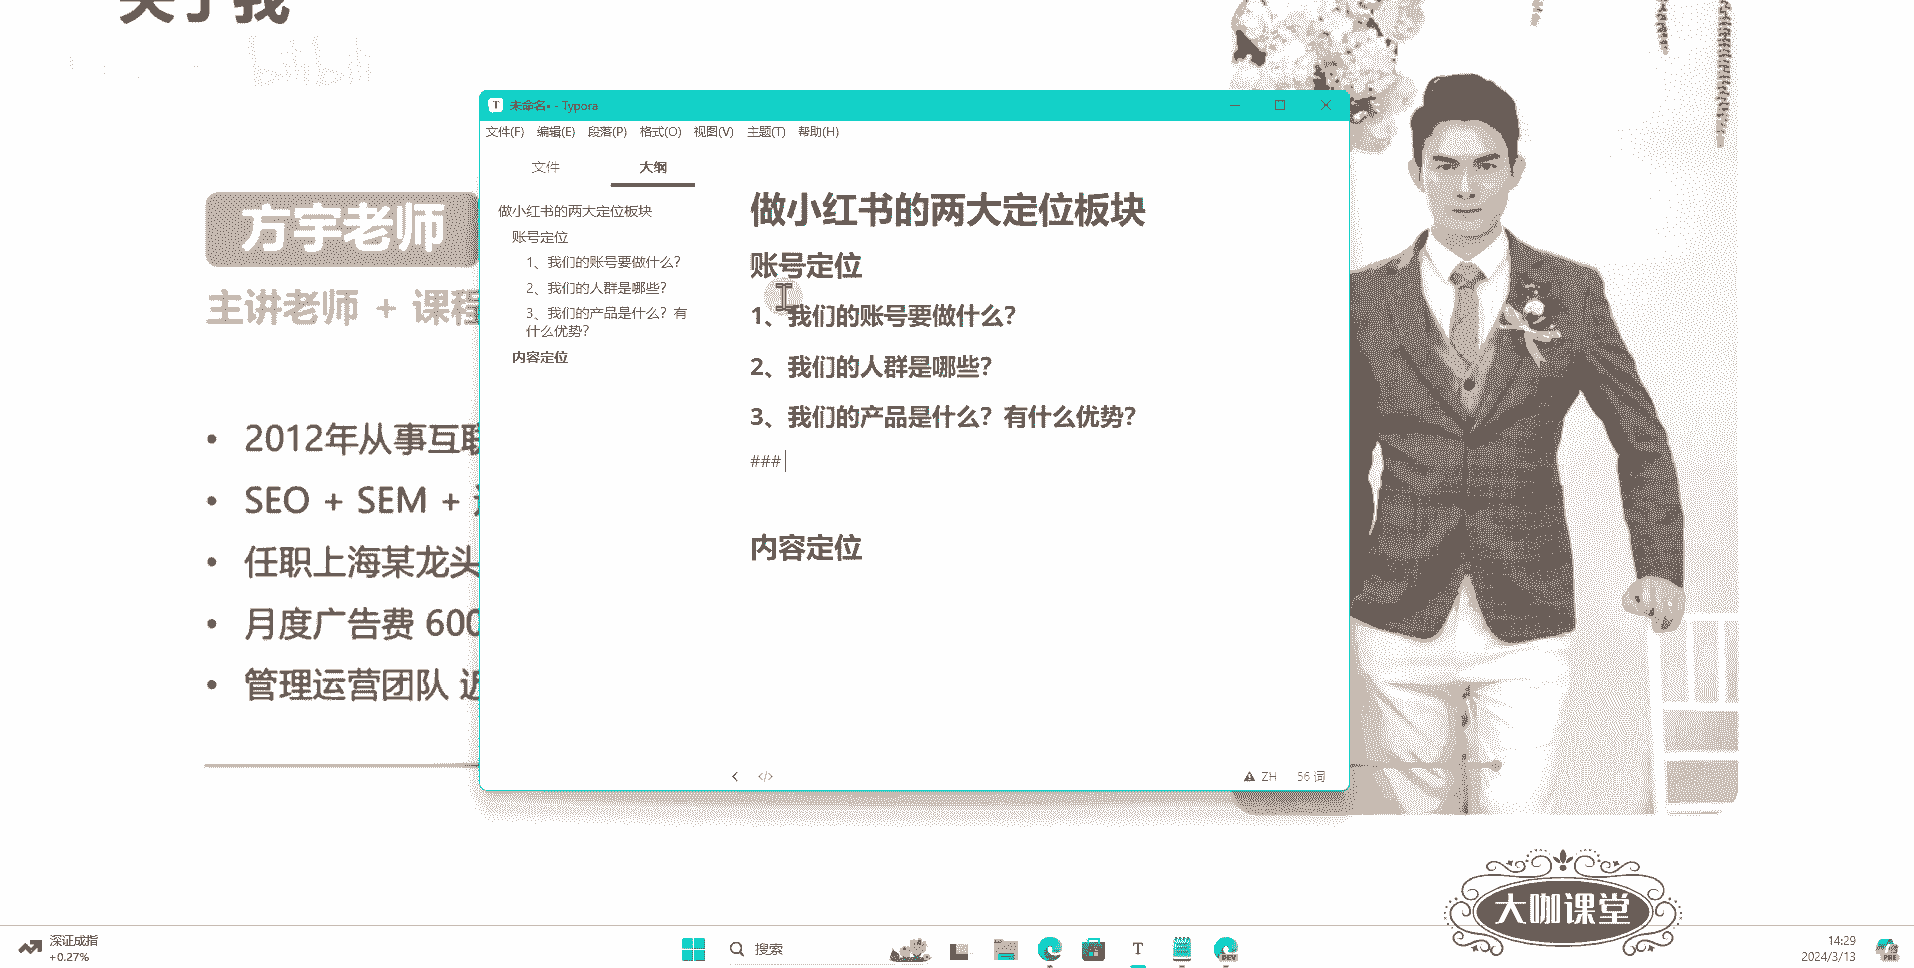 关于我
bilibili
方宇老师
主讲老师 + 课程
2012年从事互联
SEO + SEM +
任职上海某龙头
月度广告费 600
管理运营团队 近
未命名• - Typora
文件(F) 编辑(E) 段落(P) 格式(O) 视图(V) 主题(T) 帮助(H)
文件 大纲
做小红书的两大定位板块
账号定位
1、我们的账号要做什么？
2、我们的人群是哪些？
3、我们的产品是什么？有
什么优势？
内容定位
做小红书的两大定位板块
账号定位
1、我们的账号要做什么？
2、我们的人群是哪些？
3、我们的产品是什么？有什么优势？
###
内容定位
</> ZH 56 词
大咖课堂
深证成指
+0.27%
搜索
T
DEV
14:29
2024/3/13
PRE